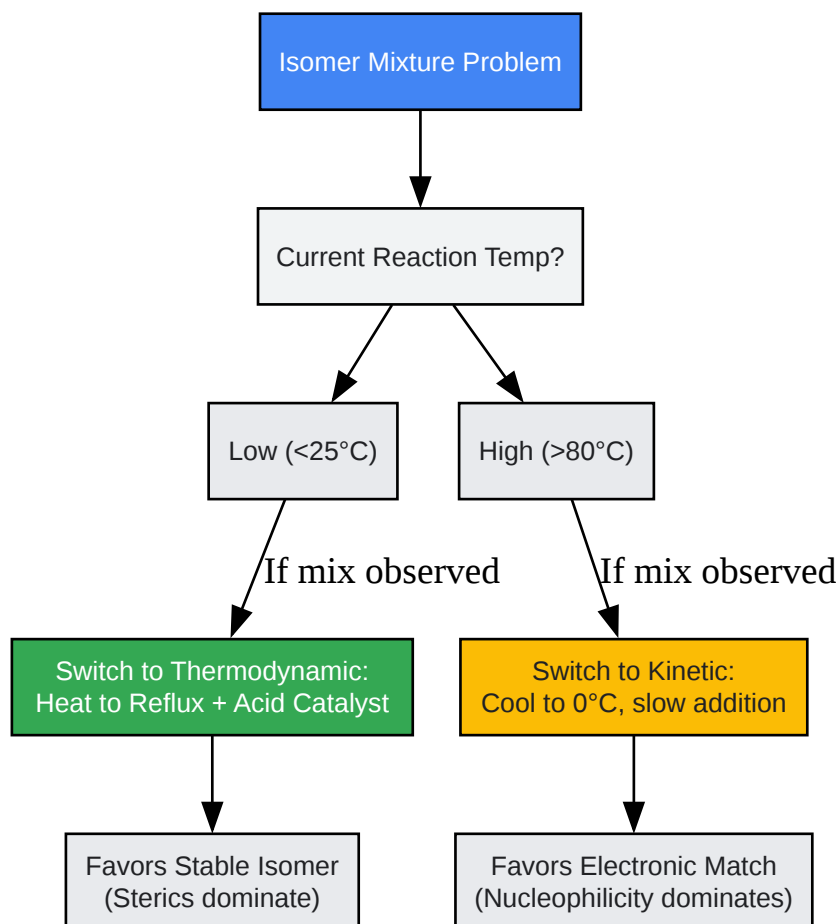 Isomer Mixture Problem
Current Reaction Temp?
Low (<25°C)
High (>80°C)
If mix observed
If mix observed
Switch to Thermodynamic:
Heat to Reflux + Acid Catalyst
Switch to Kinetic:
Cool to 0°C, slow addition
Favors Stable Isomer
(Sterics dominate)
Favors Electronic Match
(Nucleophilicity dominates)